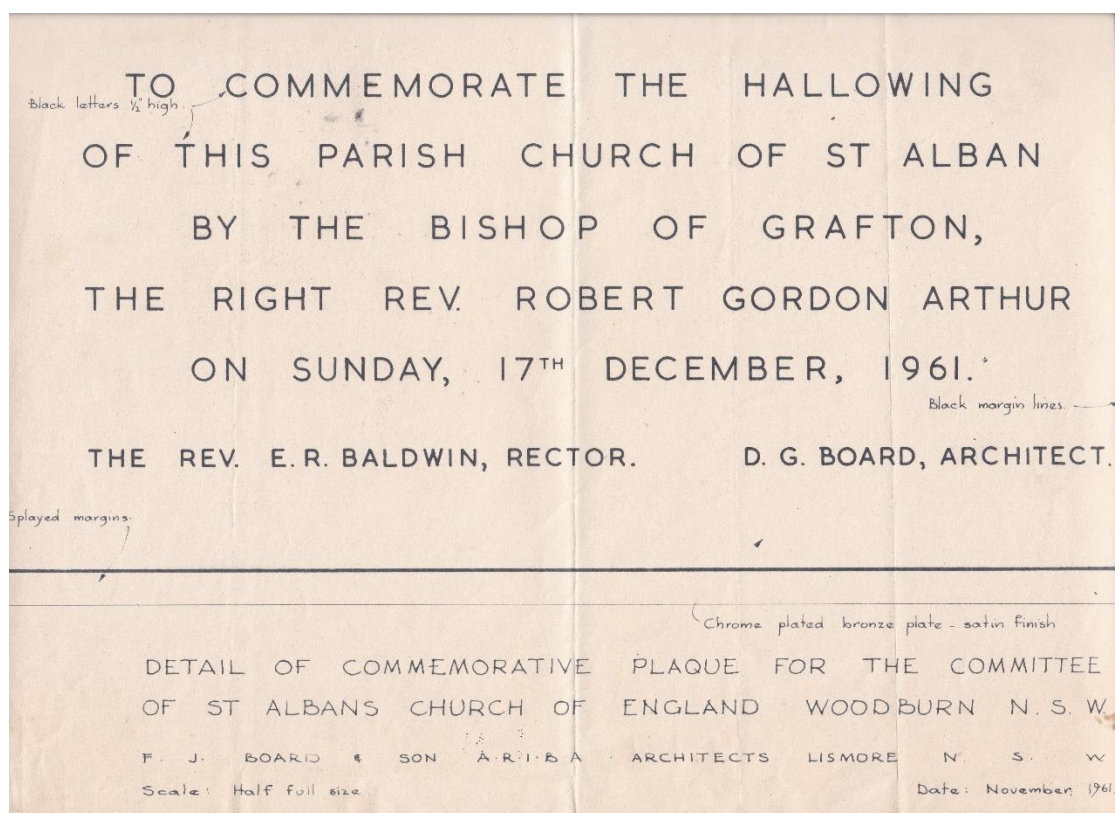 TO COMMEMORATE THE HALLOWING
Black letters ½" high
OF THIS PARISH CHURCH OF ST ALBAN
BY THE BISHOP OF GRAFTON,
THE RIGHT REV. ROBERT GORDON ARTHUR
ON SUNDAY, 17TH DECEMBER, 1961.
Black margin lines
THE REV. E. R. BALDWIN, RECTOR. D. G. BOARD, ARCHITECT.
Splayed margins.
Chrome plated bronze plate - satin finish
DETAIL OF COMMEMORATIVE PLAQUE FOR THE COMMITTEE
OF ST ALBANS CHURCH OF ENGLAND WOODBURN N. S. W.
F. J. BOARD & SON A·R·I·B·A ARCHITECTS LISMORE N. S. W
Scale: Half full size Date: November, 1961.